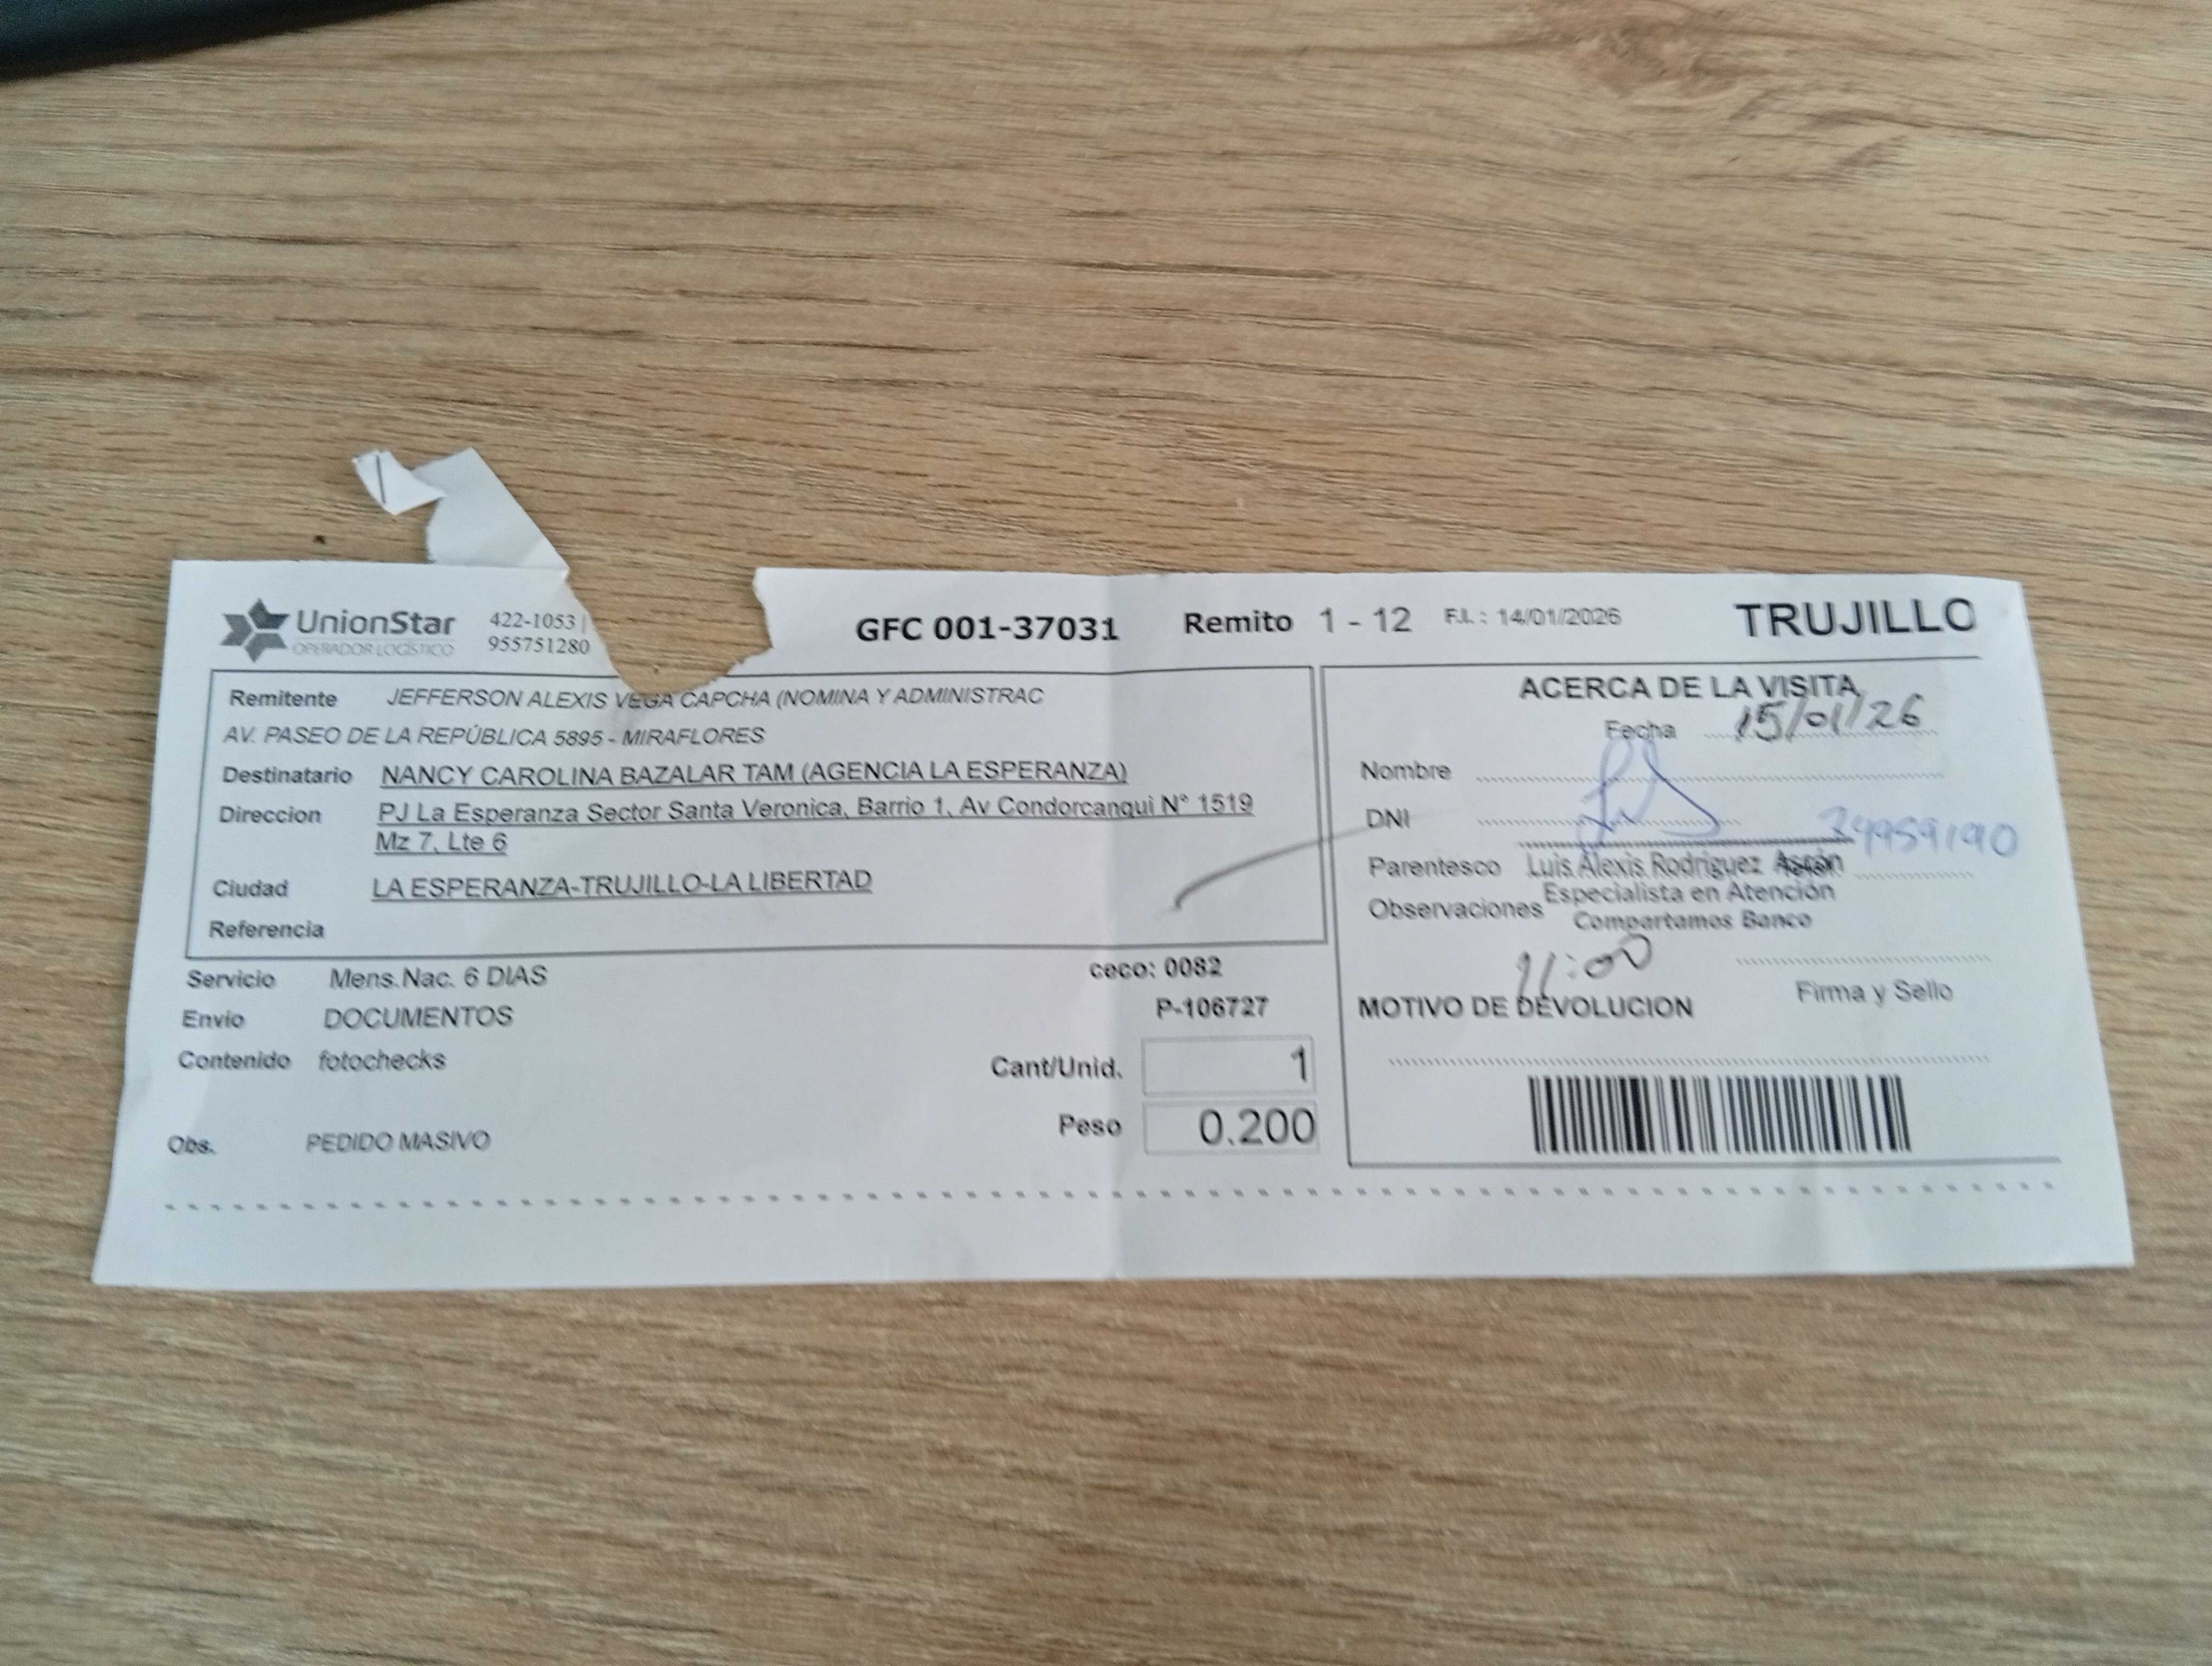 UnionStar
OPERADOR LOGÍSTICO
422-1053 |
955751280
GFC 001-37031 Remito 1 - 12 F.I. : 14/01/2026 TRUJILLO
Remitente JEFFERSON ALEXIS VEGA CAPCHA (NOMINA Y ADMINISTRAC
AV. PASEO DE LA REPÚBLICA 5895 - MIRAFLORES
Destinatario NANCY CAROLINA BAZALAR TAM (AGENCIA LA ESPERANZA)
Direccion PJ La Esperanza Sector Santa Veronica, Barrio 1, Av Condorcanqui N° 1519
Mz 7, Lte 6
Ciudad LA ESPERANZA-TRUJILLO-LA LIBERTAD
Referencia
Servicio Mens.Nac. 6 DIAS
ceco: 0082
Envio DOCUMENTOS
P-106727
Contenido fotochecks
Cant/Unid. 1
Peso 0.200
Obs. PEDIDO MASIVO
ACERCA DE LA VISITA
Fecha 15/01/26
Nombre
DNI
Parentesco Luis Alexis Rodriguez Ascón
Observaciones Especialista en Atención
Compartamos Banco
11:00
Firma y Sello
MOTIVO DE DEVOLUCION